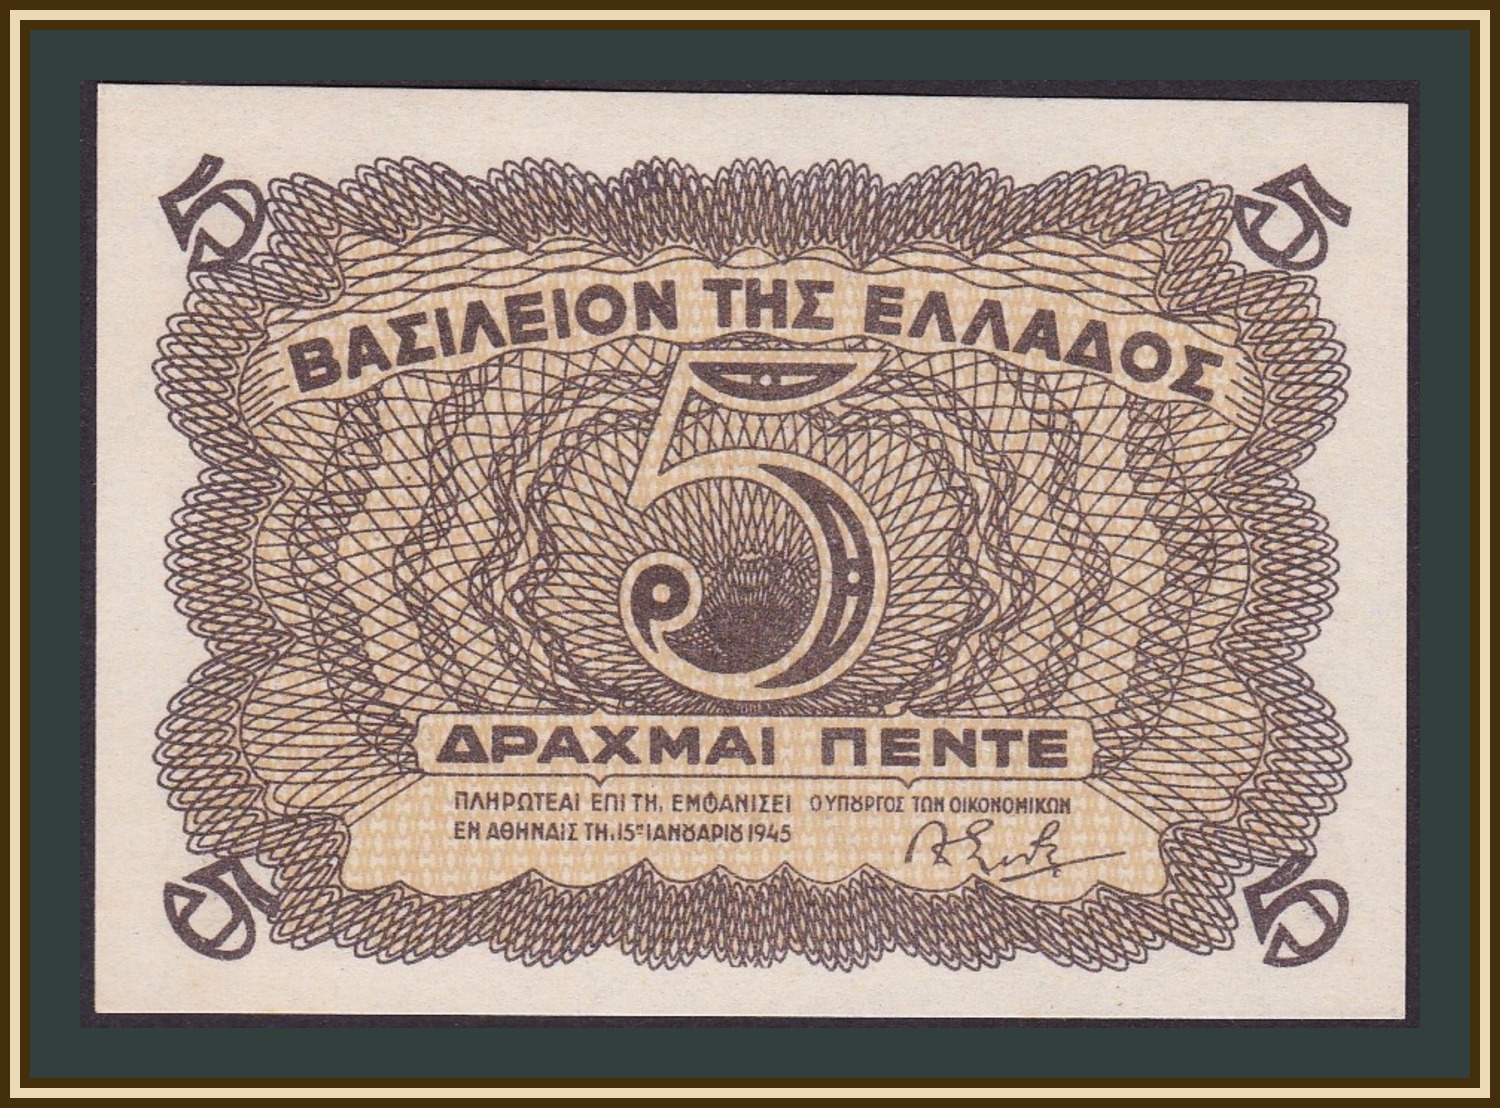 5 5
ΒΑΣΙΛΕΙΟΝ ΤΗΣ ΕΛΛΑΔΟΣ
5
ΔΡΑΧΜΑΙ ΠΕΝΤΕ
ΠΛΗΡΩΤΕΑΙ ΕΠΙ ΤΗ, ΕΜΦΑΝΙΣΕΙ
ΕΝ ΑΘΗΝΑΙΣ ΤΗ, 15ῃ ΙΑΝȢΑΡΙȢ 1945
Ο ΥΠȢΡΓΟΣ ΤΩΝ ΟΙΚΟΝΟΜΙΚΩΝ
5 5